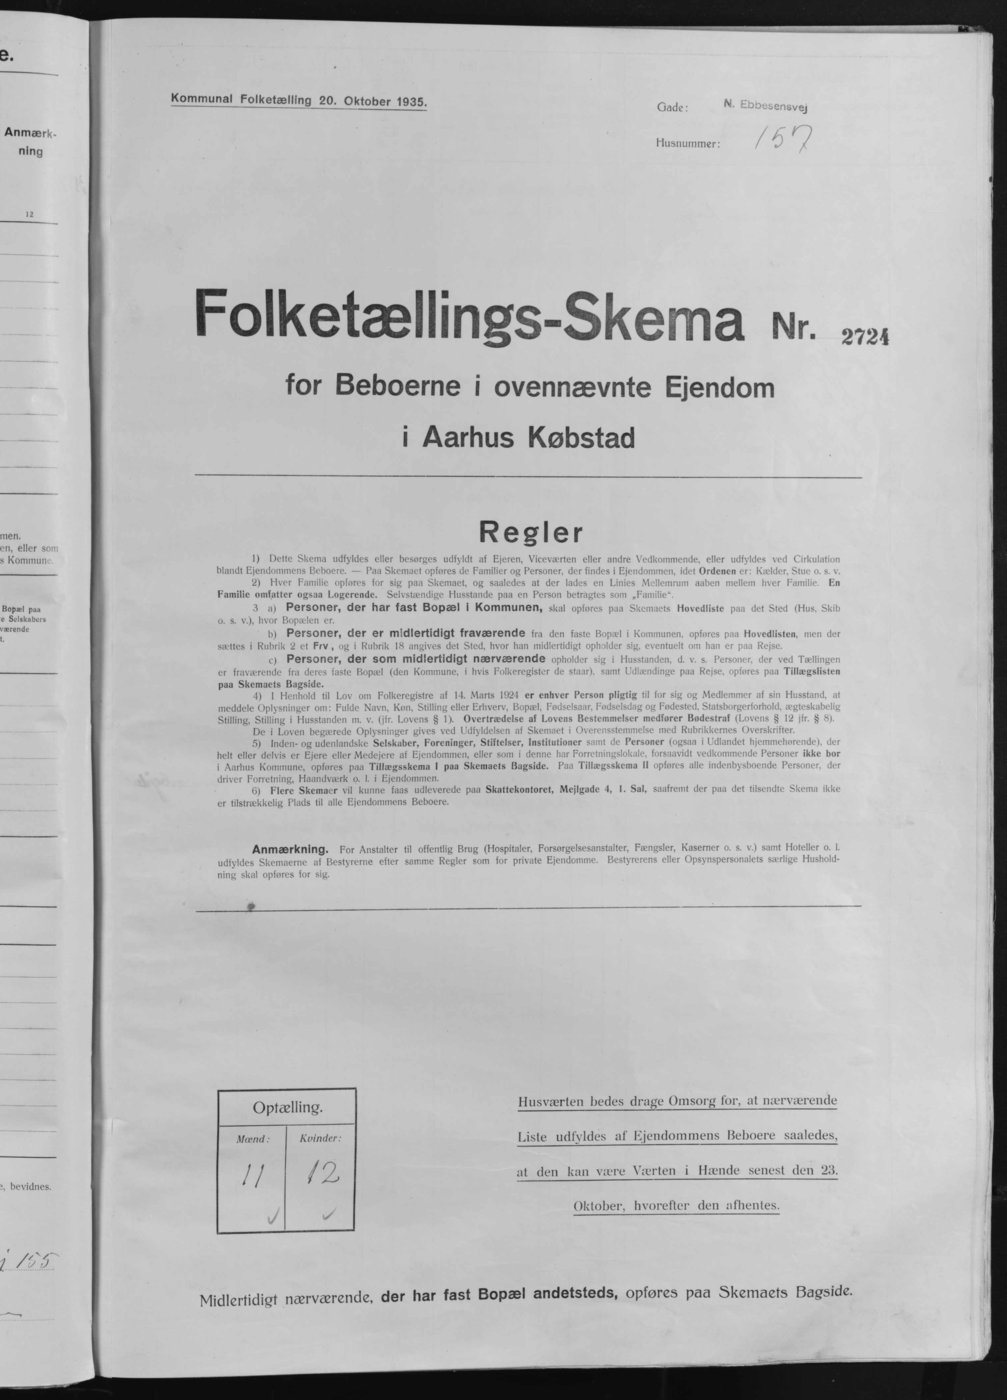 e.
Anmærk-
ning
12
men.
en, eller som
s Kommune.
Bopæl paa
e Selskabers
værende
t.
e, bevidnes.
j 155
Kommunal Folketælling 20. Oktober 1935.
Gade: N. Ebbesensvej
Husnummer: 157
Folketællings-Skema Nr. 2724
for Beboerne i ovennævnte Ejendom
i Aarhus Købstad
Regler
1) Dette Skema udfyldes eller besørges udfyldt af Ejeren, Viceværten eller andre Vedkommende, eller udfyldes ved Cirkulation
blandt Ejendommens Beboere. — Paa Skemaet opføres de Familier og Personer, der findes i Ejendommen, idet Ordenen er: Kælder, Stue o. s. v.
2) Hver Familie opføres for sig paa Skemaet, og saaledes at der lades en Linies Mellemrum aaben mellem hver Familie. En
Familie omfatter ogsaa Logerende. Selvstændige Husstande paa en Person betragtes som „Familie“.
3 a) Personer, der har fast Bopæl i Kommunen, skal opføres paa Skemaets Hovedliste paa det Sted (Hus, Skib
o. s. v.), hvor Bopælen er.
b) Personer, der er midlertidigt fraværende fra den faste Bopæl i Kommunen, opføres paa Hovedlisten, men der
sættes i Rubrik 2 et Frv, og i Rubrik 18 angives det Sted, hvor han midlertidigt opholder sig, eventuelt om han er paa Rejse.
c) Personer, der som midlertidigt nærværende opholder sig i Husstanden, d. v. s. Personer, der ved Tællingen
er fraværende fra deres faste Bopæl (den Kommune, i hvis Folkeregister de staar), samt Udlændinge paa Rejse, opføres paa Tillægslisten
paa Skemaets Bagside.
4) I Henhold til Lov om Folkeregistre af 14. Marts 1924 er enhver Person pligtig til for sig og Medlemmer af sin Husstand, at
meddele Oplysninger om: Fulde Navn, Køn, Stilling eller Erhverv, Bopæl, Fødselsaar, Fødselsdag og Fødested, Statsborgerforhold, ægteskabelig
Stilling, Stilling i Husstanden m. v. (jfr. Lovens § 1). Overtrædelse af Lovens Bestemmelser medfører Bødestraf (Lovens § 12 jfr. § 8).
De i Loven begærede Oplysninger gives ved Udfyldelsen af Skemaet i Overensstemmelse med Rubrikkernes Overskrifter.
5) Inden- og udenlandske Selskaber, Foreninger, Stiftelser, Institutioner samt de Personer (ogsaa i Udlandet hjemmehørende), der
helt eller delvis er Ejere eller Medejere af Ejendommen, eller som i denne har Forretningslokale, forsaavidt vedkommende Personer ikke bor
i Aarhus Kommune, opføres paa Tillægsskema I paa Skemaets Bagside. Paa Tillægsskema II opføres alle indenbysboende Personer, der
driver Forretning, Haandværk o. l. i Ejendommen.
6) Flere Skemaer vil kunne faas udleverede paa Skattekontoret, Mejlgade 4, 1. Sal, saafremt der paa det tilsendte Skema ikke
er tilstrækkelig Plads til alle Ejendommens Beboere.
Anmærkning. For Anstalter til offentlig Brug (Hospitaler, Forsørgelsesanstalter, Fængsler, Kaserner o. s. v.) samt Hoteller o. l.
udfyldes Skemaerne af Bestyrerne efter samme Regler som for private Ejendomme. Bestyrerens eller Opsynspersonalets særlige Hushold-
ning skal opføres for sig.
Optælling.
Mænd: Kvinder:
11 12
Husværten bedes drage Omsorg for, at nærværende
Liste udfyldes af Ejendommens Beboere saaledes,
at den kan være Værten i Hænde senest den 23.
Oktober, hvorefter den afhentes.
Midlertidigt nærværende, der har fast Bopæl andetsteds, opføres paa Skemaets Bagside.